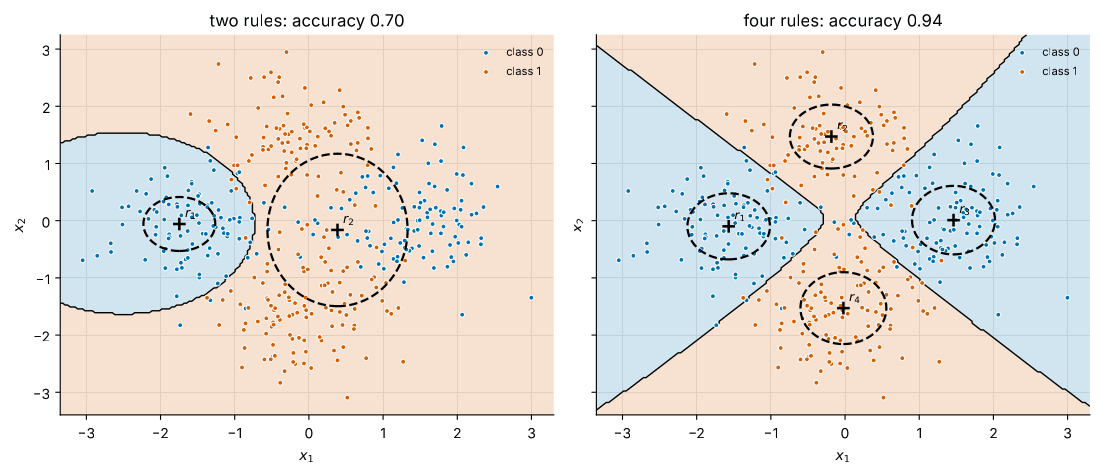 two rules: accuracy 0.70
four rules: accuracy 0.94
class 0
class 1
class 0
class 1
3
2
1
0
−1
−2
−3
x₂
x₂
r₁
r₂
r₁
r₂
r₃
r₄
−3 −2 −1 0 1 2 3
−3 −2 −1 0 1 2 3
x₁
x₁